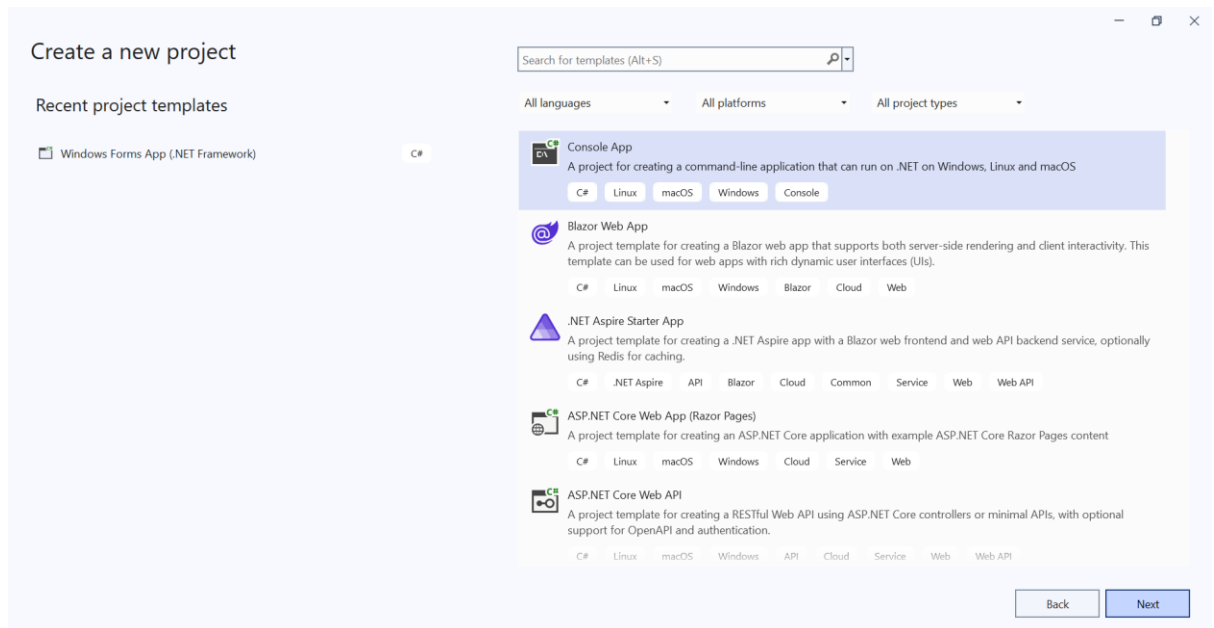 Create a new project
Recent project templates
Windows Forms App (.NET Framework) C#
Search for templates (Alt+S)
All languages All platforms All project types
Console App
A project for creating a command-line application that can run on .NET on Windows, Linux and macOS
C# Linux macOS Windows Console
Blazor Web App
A project template for creating a Blazor web app that supports both server-side rendering and client interactivity. This
template can be used for web apps with rich dynamic user interfaces (UIs).
C# Linux macOS Windows Blazor Cloud Web
.NET Aspire Starter App
A project template for creating a .NET Aspire app with a Blazor web frontend and web API backend service, optionally
using Redis for caching.
C# .NET Aspire API Blazor Cloud Common Service Web Web API
ASP.NET Core Web App (Razor Pages)
A project template for creating an ASP.NET Core application with example ASP.NET Core Razor Pages content
C# Linux macOS Windows Cloud Service Web
ASP.NET Core Web API
A project template for creating a RESTful Web API using ASP.NET Core controllers or minimal APIs, with optional
support for OpenAPI and authentication.
C# Linux macOS Windows API Cloud Service Web Web API
Back Next